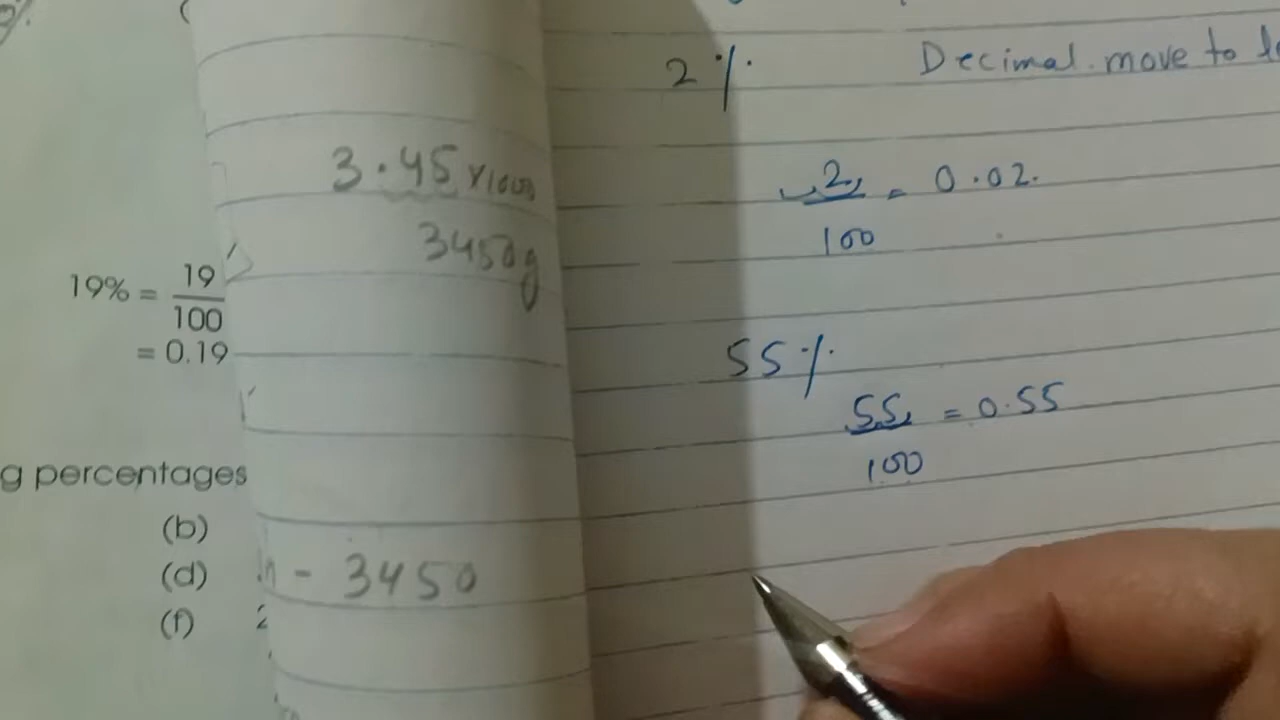 19% = 19
100
= 0.19
g percentages
(b)
(d)
(f)
3.45 x1000
3450g
- 3450
2 %
Decimal. move to
2 = 0.02.
100
55 %
55 = 0.55
100